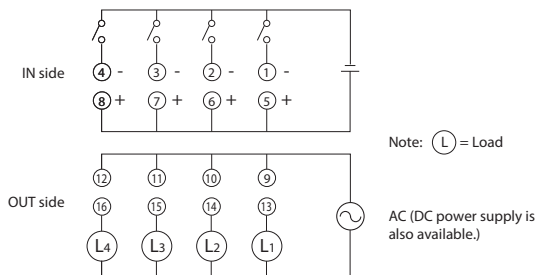 IN side
4 - 3 - 2 - 1 -
8 + 7 + 6 + 5 +
Note: L = Load
OUT side
12 11 10 9
16 15 14 13
L4 L3 L2 L1
AC (DC power supply is
also available.)